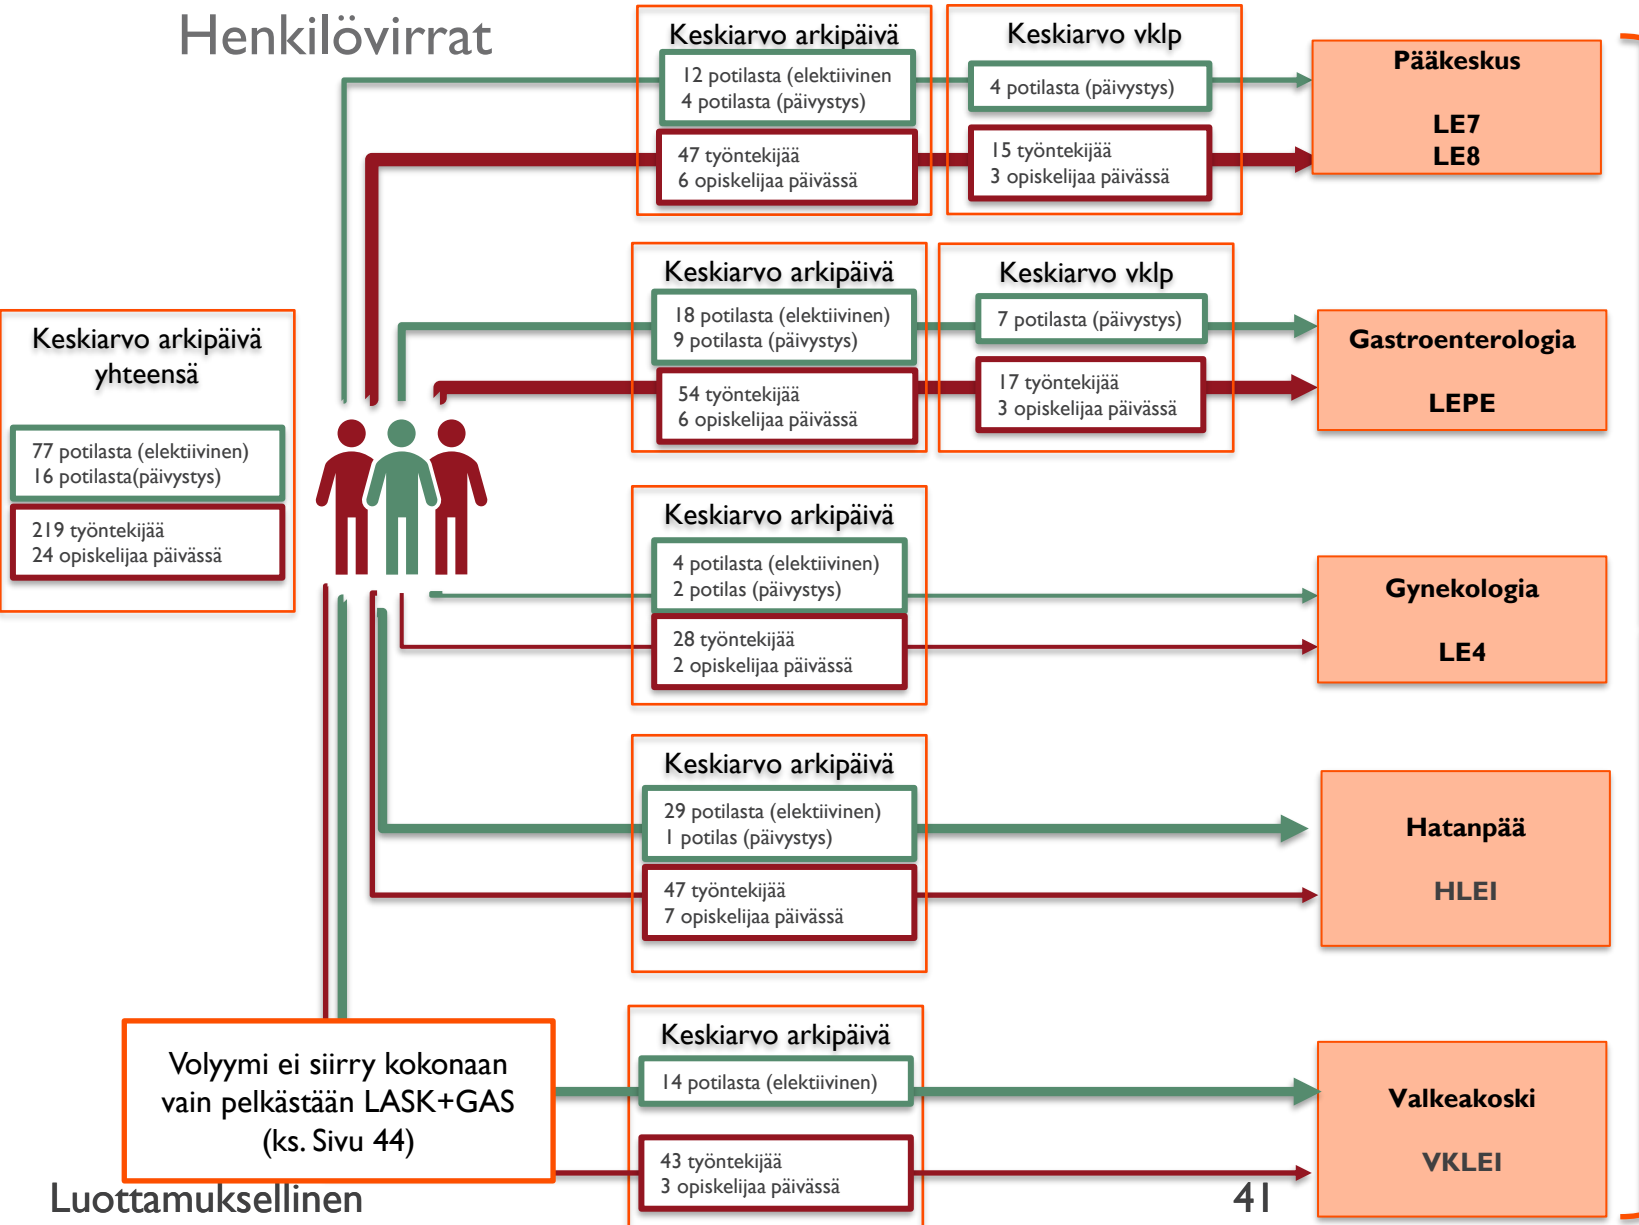 Henkilövirrat
Keskiarvo arkipäivä
12 potilasta (elektiivinen
4 potilasta (päivystys)
47 työntekijää
6 opiskelijaa päivässä
Keskiarvo vklp
4 potilasta (päivystys)
15 työntekijää
3 opiskelijaa päivässä
Pääkeskus
LE7
LE8
Keskiarvo arkipäivä
18 potilasta (elektiivinen)
9 potilasta (päivystys)
54 työntekijää
6 opiskelijaa päivässä
Keskiarvo vklp
7 potilasta (päivystys)
17 työntekijää
3 opiskelijaa päivässä
Gastroenterologia
LEPE
Keskiarvo arkipäivä
yhteensä
77 potilasta (elektiivinen)
16 potilasta(päivystys)
219 työntekijää
24 opiskelijaa päivässä
Keskiarvo arkipäivä
4 potilasta (elektiivinen)
2 potilas (päivystys)
28 työntekijää
2 opiskelijaa päivässä
Gynekologia
LE4
Keskiarvo arkipäivä
29 potilasta (elektiivinen)
1 potilas (päivystys)
47 työntekijää
7 opiskelijaa päivässä
Hatanpää
HLEI
Volyymi ei siirry kokonaan
vain pelkästään LASK+GAS
(ks. Sivu 44)
Keskiarvo arkipäivä
14 potilasta (elektiivinen)
43 työntekijää
3 opiskelijaa päivässä
Valkeakoski
VKLEI
Luottamuksellinen
41